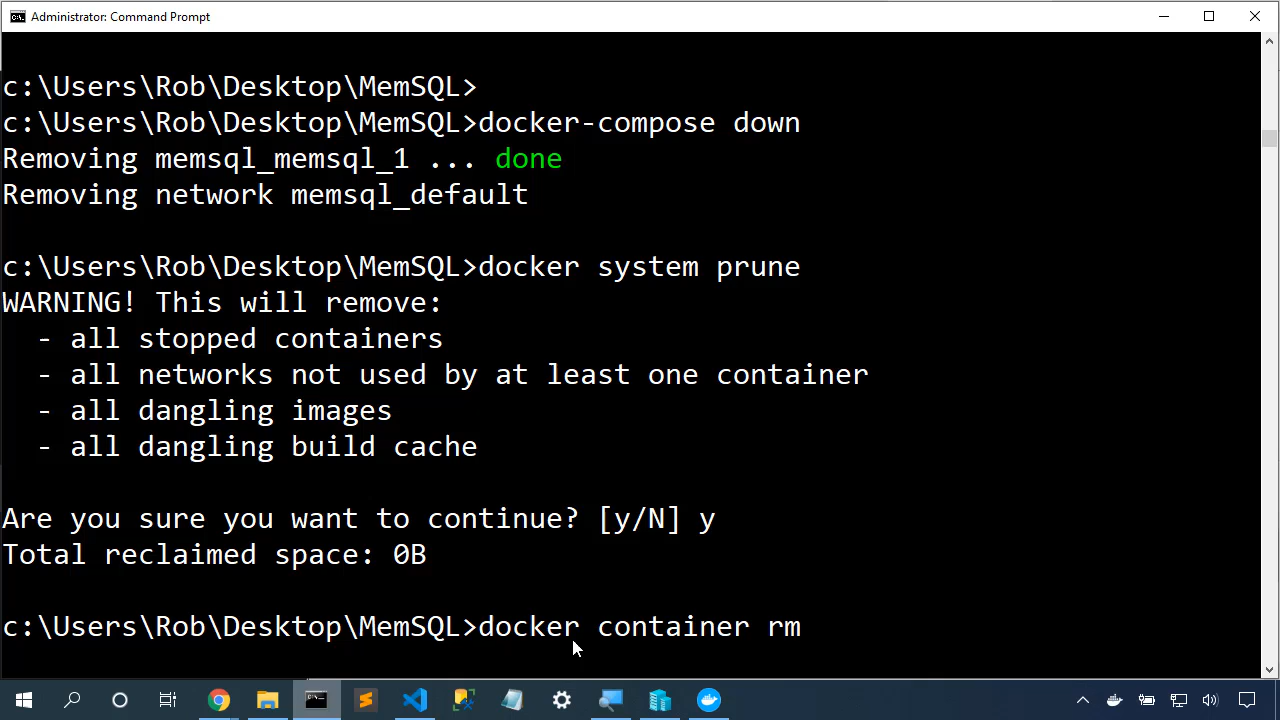 Administrator: Command Prompt
c:\Users\Rob\Desktop\MemSQL>
c:\Users\Rob\Desktop\MemSQL>docker-compose down
Removing memsql_memsql_1 ... done
Removing network memsql_default
c:\Users\Rob\Desktop\MemSQL>docker system prune
WARNING! This will remove:
- all stopped containers
- all networks not used by at least one container
- all dangling images
- all dangling build cache
Are you sure you want to continue? [y/N] y
Total reclaimed space: 0B
c:\Users\Rob\Desktop\MemSQL>docker container rm